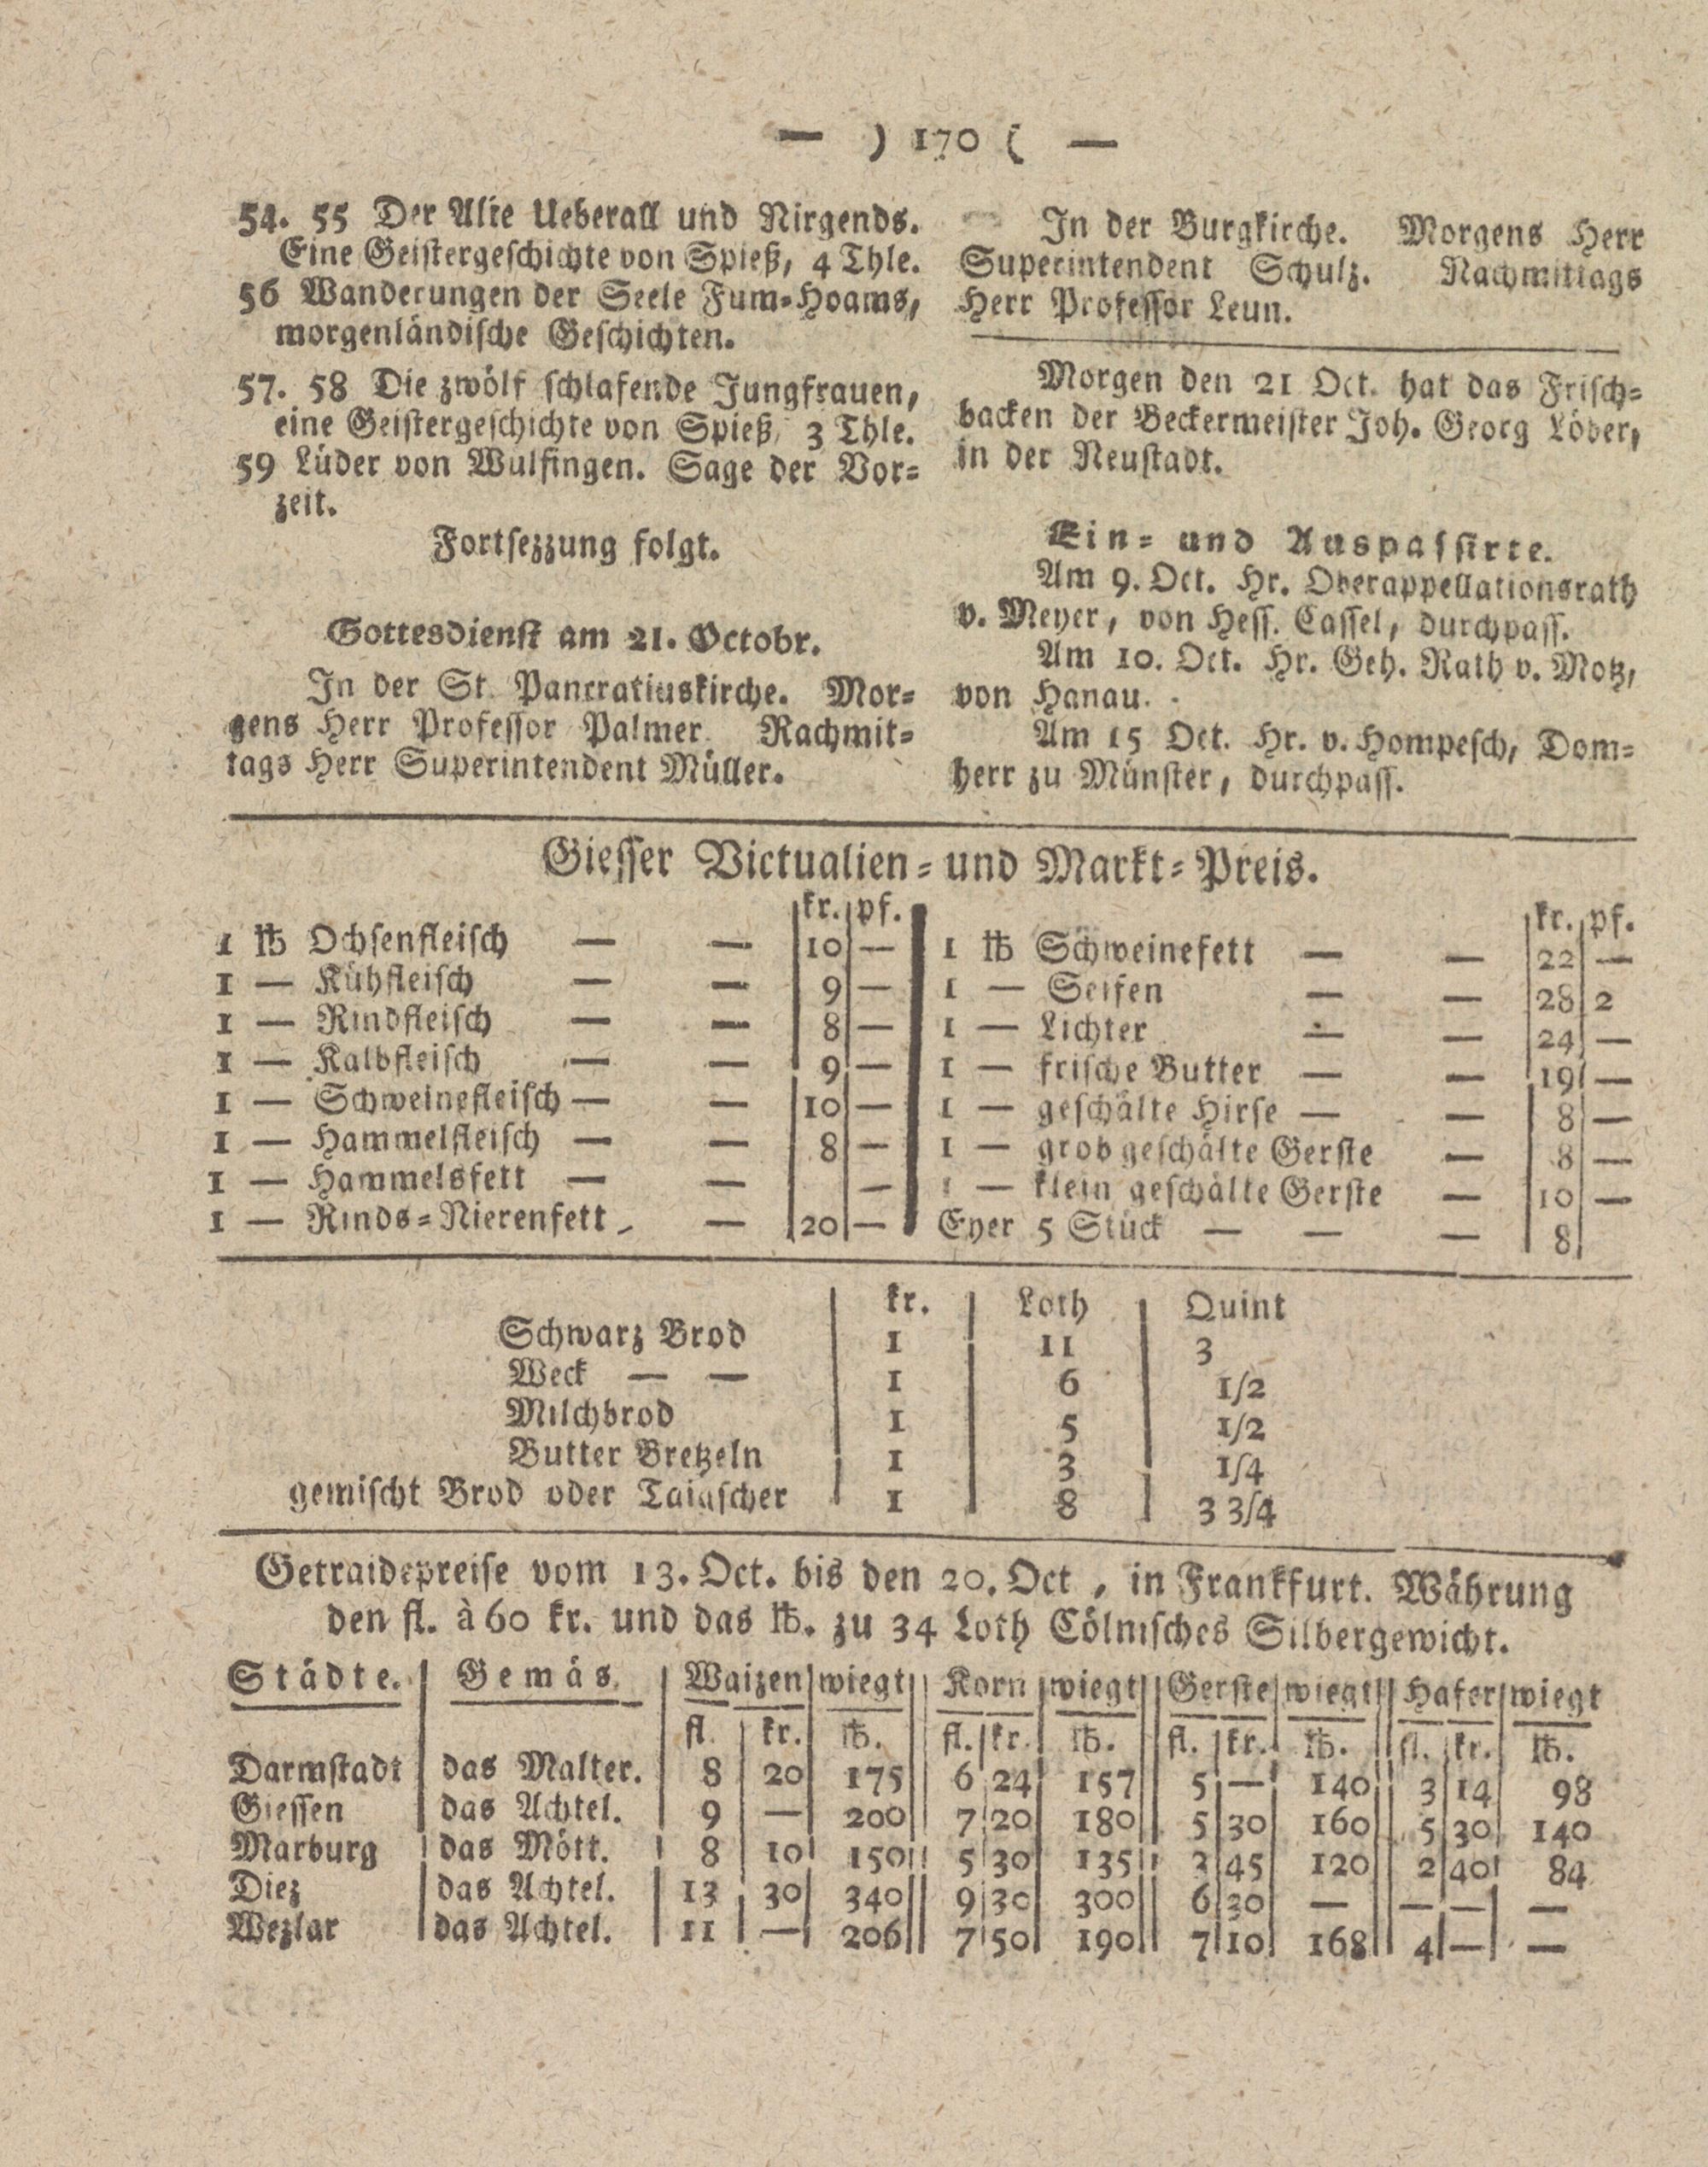 — ) 170 ( —
54. 55 Der Alte Ueberall und Nirgends.
Eine Geistergeschichte von Spieß, 4 Thle.
56 Wanderungen der Seele Fum-Hoams,
morgenländische Geschichten.
57. 58 Die zwölf schlafende Jungfrauen,
eine Geistergeschichte von Spieß, 3 Thle.
59 Lüder von Wulfingen. Sage der Vor-
zeit.
Fortsezzung folgt.
Gottesdienst am 21. Octobr.
In der St. Pancratiuskirche. Mor-
gens Herr Professor Palmer. Nachmit-
tags Herr Superintendent Müller.
In der Burgkirche. Morgens Herr
Superintendent Schulz. Nachmittags
Herr Professor Leun.
Morgen den 21 Oct. hat das Frisch-
backen der Beckermeister Joh. Georg Löber,
in der Neustadt.
Ein- und Auspassirte.
Am 9. Oct. Hr. Oberappellationsrath
v. Meyer, von Hess. Cassel, durchpass.
Am 10. Oct. Hr. Geh. Rath v. Motz,
von Hanau.
Am 15 Oct. Hr. v. Hompesch, Dom-
herr zu Münster, durchpass.
Giesser Victualien- und Markt-Preis.
kr. pf.
1 ℔ Ochsenfleisch — — 10 —
1 — Kühfleisch — — 9 —
1 — Rindfleisch — — 8 —
1 — Kalbfleisch — — 9 —
1 — Schweinefleisch — — 10 —
1 — Hammelfleisch — — 8 —
1 — Hammelsfett — — —
1 — Rinds-Nierenfett — 20 —
kr. pf.
1 ℔ Schweinefett — — 22 —
1 — Seifen — — 28 2
1 — Lichter — — 24 —
1 — frische Butter — — 19 —
1 — geschälte Hirse — — 8 —
1 — grob geschälte Gerste — 8 —
1 — klein geschälte Gerste — 10 —
Eyer 5 Stück — — — 8
kr. Loth Quint
Schwarz Brod 1 11 3
Weck — — 1 6 1/2
Milchbrod 1 5 1/2
Butter Bretzeln 1 3 1/4
gemischt Brod oder 1 8 3 3/4
Getraidepreise vom 13. Oct. bis den 20. Oct., in Frankfurt. Währung
den fl. à 60 kr. und das ℔. zu 34 Loth Cölnisches Silbergewicht.
Städte. Gemäs. Waizen wiegt Korn wiegt Gerste wiegt Hafer wiegt
fl. kr. ℔. fl. kr. ℔. fl. kr. ℔. fl. kr. ℔.
Darmstadt das Malter. 8 20 175 6 24 157 5 — 140 3 14 98
Giessen das Achtel. 9 — 200 7 20 180 5 30 160 5 30 140
Marburg das Mött. 8 10 150 5 30 135 3 45 120 2 40 84
Diez das Achtel. 13 30 340 9 30 300 6 30 — — — —
Wezlar das Achtel. 11 — 206 7 50 190 7 10 168 4 — —